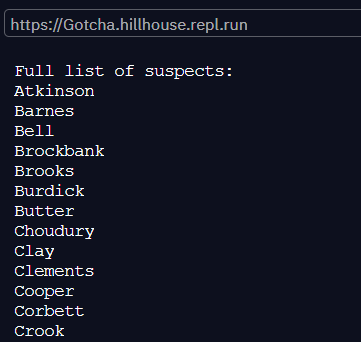 https://Gotcha.hillhouse.repl.run
Full list of suspects:
Atkinson
Barnes
Bell
Brockbank
Brooks
Burdick
Butter
Choudury
Clay
Clements
Cooper
Corbett
Crook